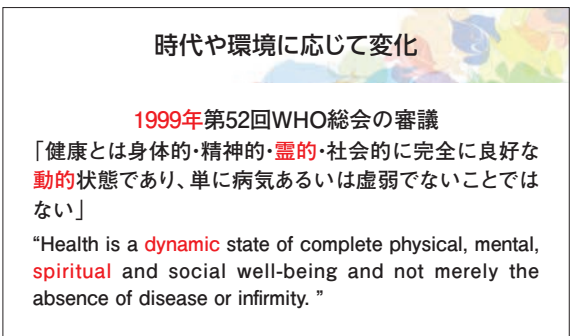 時代や環境に応じて変化
1999年第52回WHO総会の審議
「健康とは身体的・精神的・霊的・社会的に完全に良好な
動的状態であり、単に病気あるいは虚弱でないことでは
ない」
“Health is a dynamic state of complete physical, mental,
spiritual and social well-being and not merely the
absence of disease or infirmity. ”